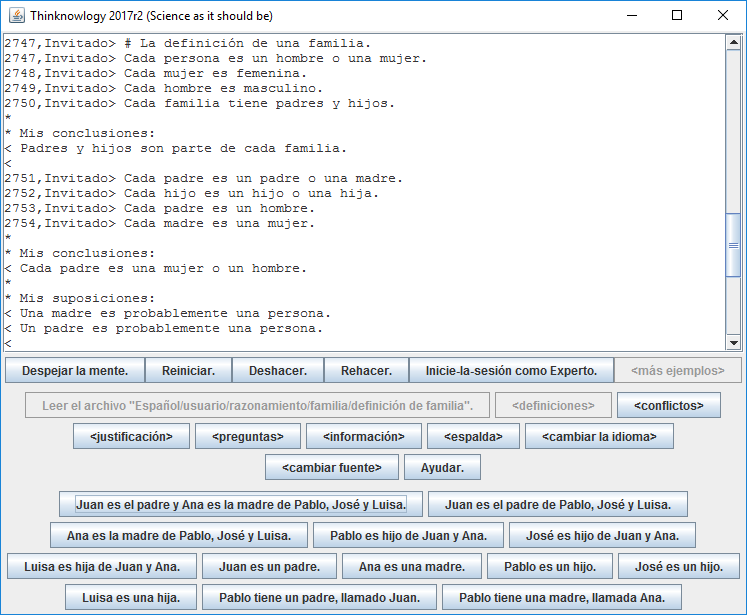 Thinknowlogy 2017r2 (Science as it should be)
2747,Invitado> # La definición de una familia.
2747,Invitado> Cada persona es un hombre o una mujer.
2748,Invitado> Cada mujer es femenina.
2749,Invitado> Cada hombre es masculino.
2750,Invitado> Cada familia tiene padres y hijos.
*
* Mis conclusiones:
< Padres y hijos son parte de cada familia.
<
2751,Invitado> Cada padre es un padre o una madre.
2752,Invitado> Cada hijo es un hijo o una hija.
2753,Invitado> Cada padre es un hombre.
2754,Invitado> Cada madre es una mujer.
*
* Mis conclusiones:
< Cada padre es una mujer o un hombre.
*
* Mis suposiciones:
< Una madre es probablemente una persona.
< Un padre es probablemente una persona.
<
Despejar la mente. Reiniciar. Deshacer. Rehacer. Inicie-la-sesión como Experto. <más ejemplos>
Leer el archivo "Español/usuario/razonamiento/familia/definición de familia". <definiciones> <conflictos>
<justificación> <preguntas> <información> <espalda> <cambiar la idioma>
<cambiar fuente> Ayudar.
Juan es el padre y Ana es la madre de Pablo, José y Luisa. Juan es el padre de Pablo, José y Luisa.
Ana es la madre de Pablo, José y Luisa. Pablo es hijo de Juan y Ana. José es hijo de Juan y Ana.
Luisa es hija de Juan y Ana. Juan es un padre. Ana es una madre. Pablo es un hijo. José es un hijo.
Luisa es una hija. Pablo tiene un padre, llamado Juan. Pablo tiene una madre, llamada Ana.